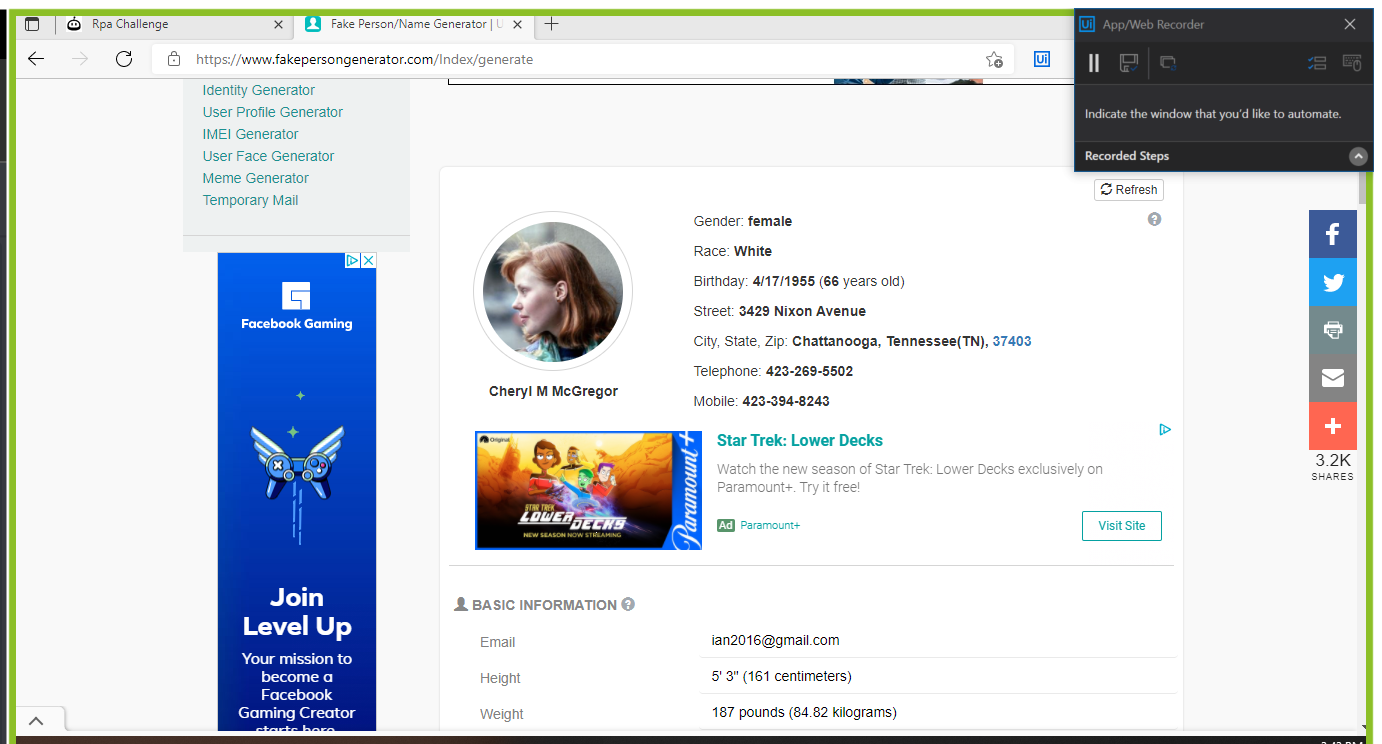 Rpa Challenge
Fake Person/Name Generator | U
Ui App/Web Recorder
https://www.fakepersongenerator.com/Index/generate
Ui
Indicate the window that you'd like to automate.
Recorded Steps
Identity Generator
User Profile Generator
IMEI Generator
User Face Generator
Meme Generator
Temporary Mail
Refresh
Gender: female
Race: White
Birthday: 4/17/1955 (66 years old)
Street: 3429 Nixon Avenue
City, State, Zip: Chattanooga, Tennessee(TN), 37403
Telephone: 423-269-5502
Mobile: 423-394-8243
Cheryl M McGregor
Facebook Gaming
Join
Level Up
Your mission to
become a
Facebook
Gaming Creator
starts here
Original
STAR TREK
LOWER DECKS
NEW SEASON NOW STREAMING
Paramount+
Star Trek: Lower Decks
Watch the new season of Star Trek: Lower Decks exclusively on
Paramount+. Try it free!
Ad Paramount+
Visit Site
3.2K
SHARES
BASIC INFORMATION
Email ian2016@gmail.com
Height 5' 3" (161 centimeters)
Weight 187 pounds (84.82 kilograms)